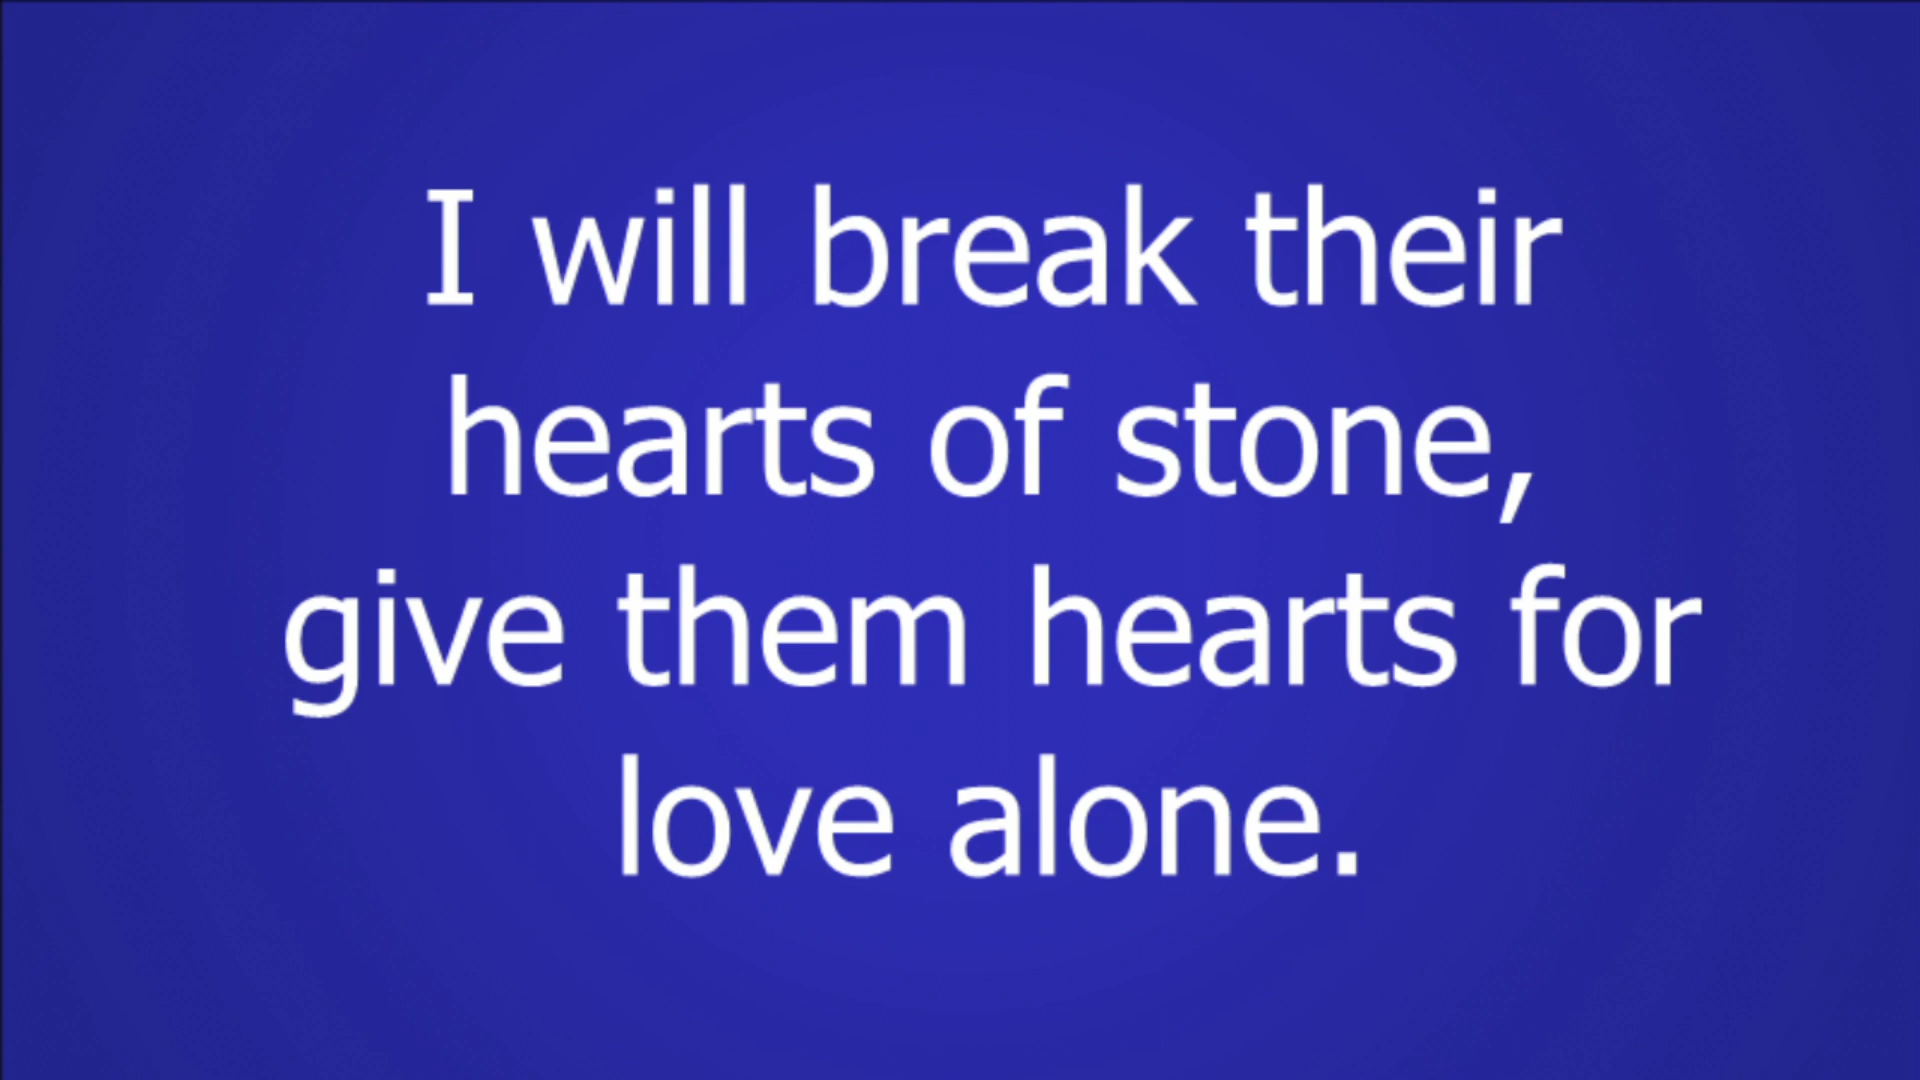 I will break their
hearts of stone,
give them hearts for
love alone.